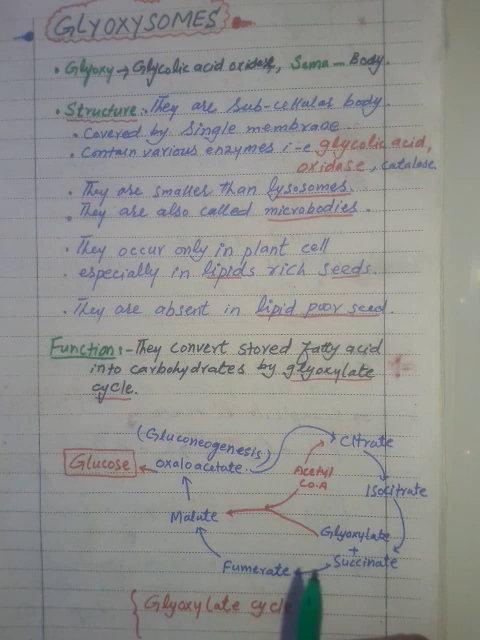 GLYOXYSOMES
• Glyoxy → Glycolic acid oxidase, Soma — Body.
• Structure:- They are sub-cellular body.
• Covered by single membrane
• Contain various enzymes i-e glycolic acid,
oxidase, catalase
• They are smaller than lysosomes.
• They are also called microbodies.
• They occur only in plant cell
especially in lipids rich seeds.
• They are absent in lipid poor seed.
Function:- They convert stored fatty acid
into carbohydrates by glyoxylate
cycle.
(Gluconeogenesis)
Citrate
Glucose
oxaloacetate
Acetyl
Co.A
Isocitrate
Malute
Glyoxylate
+
Succinate
Fumerate
Glyoxylate cycle